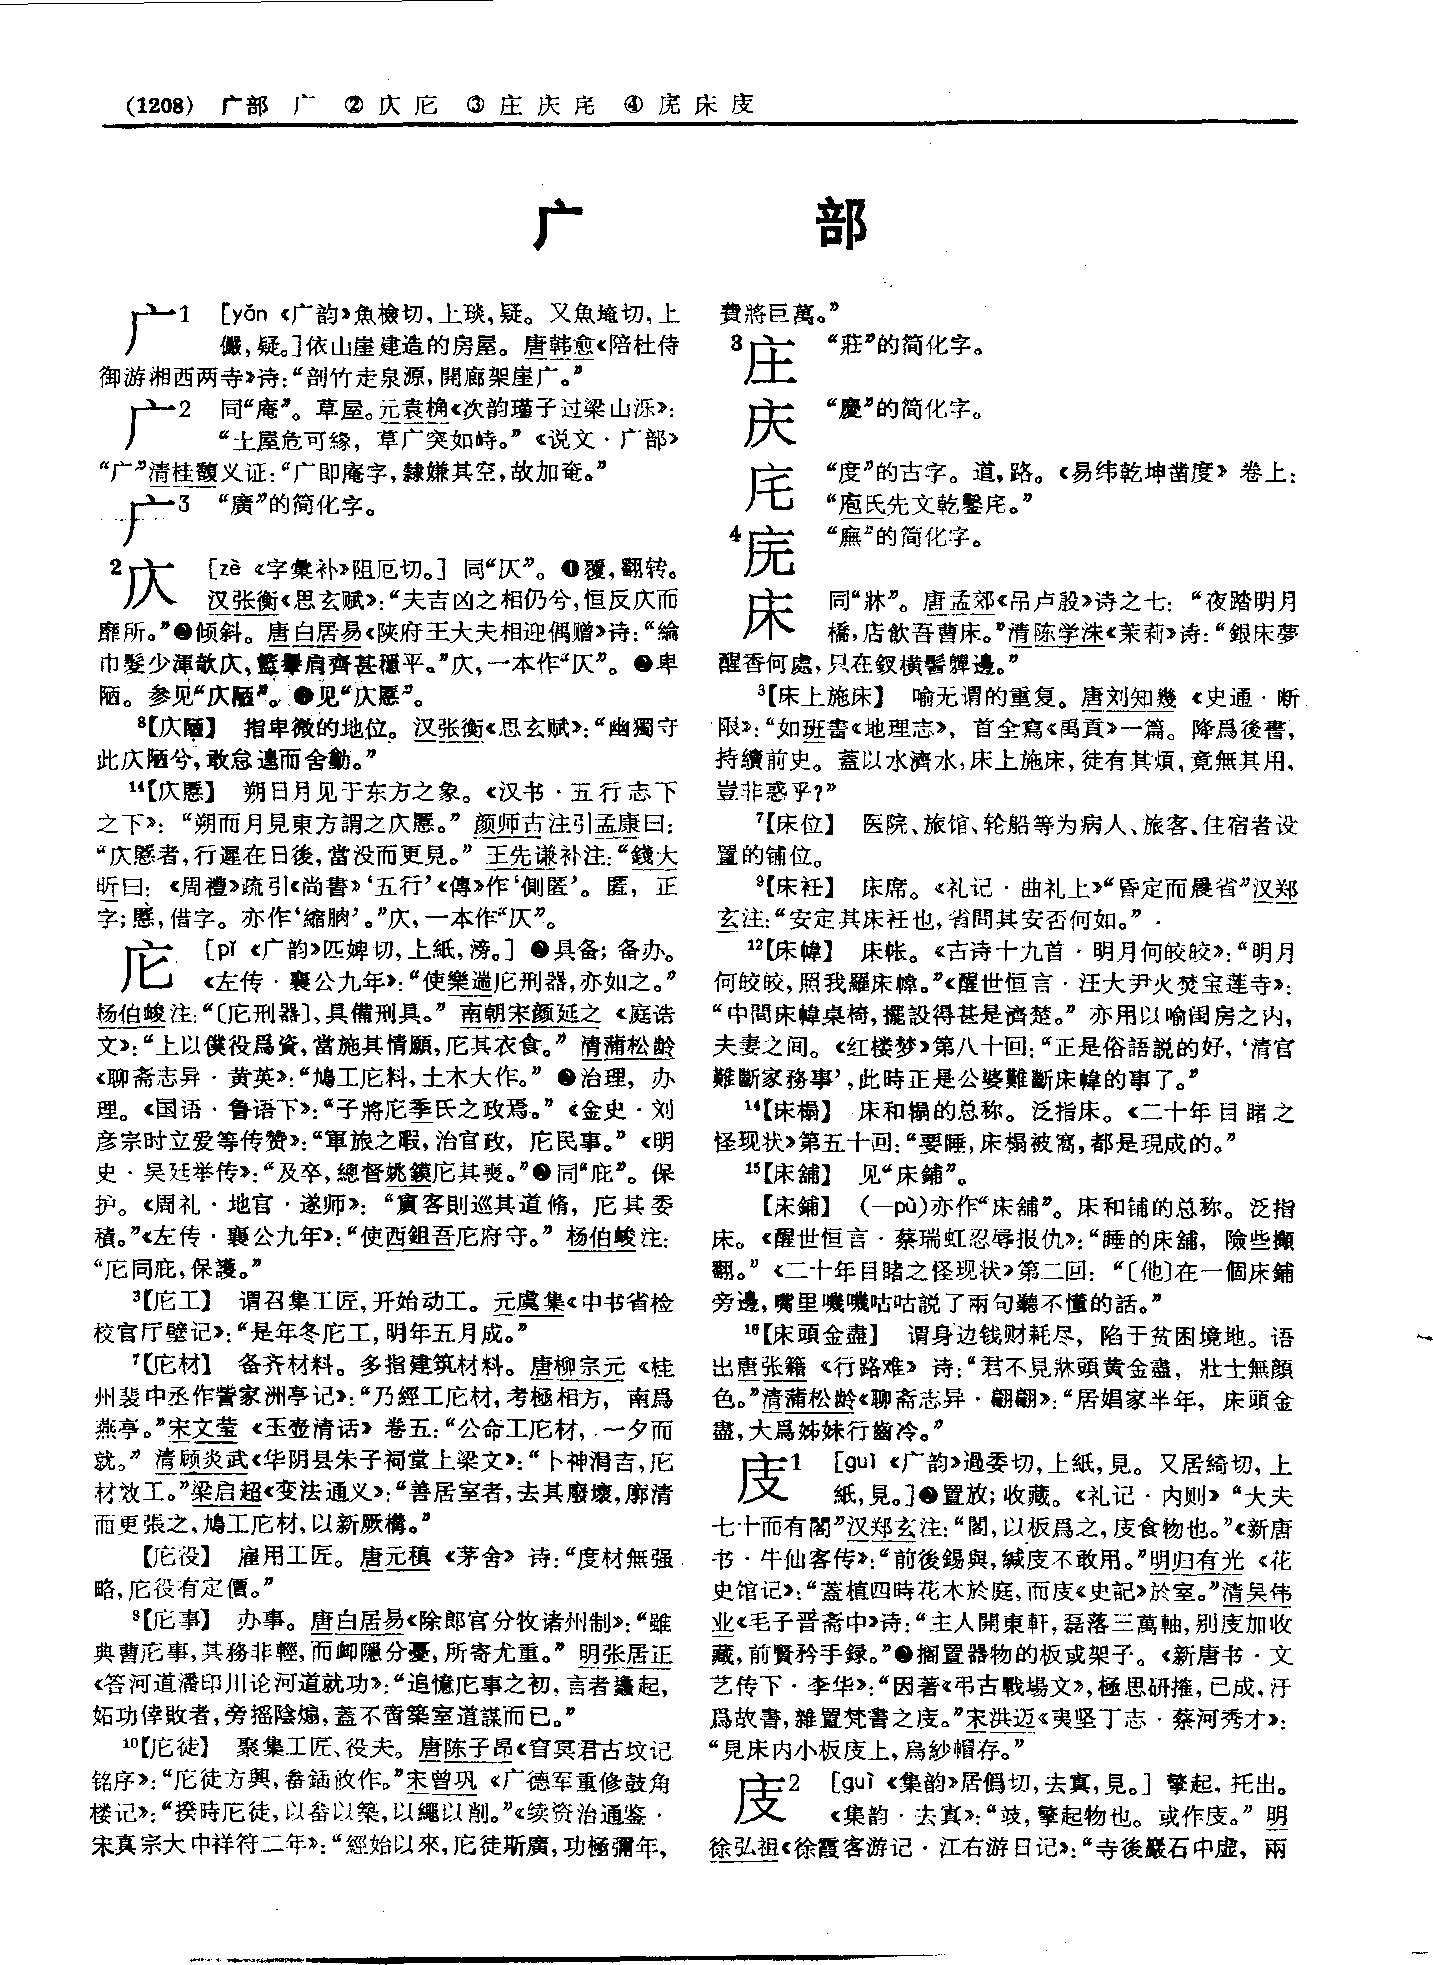 (1208) 广部 广 ②庆庀 ③庄庆庑 ④庑床庋
广 部
广1 [yǎn《广韵》魚檢切,上琰,疑。又魚埯切,上
儼,疑。]依山崖建造的房屋。唐韩愈《陪杜侍
御游湘西两寺》诗:“剖竹走泉源,開廊架崖广。”
广2 同“庵”。草屋。元袁桷《次韵瑾子过梁山泺》:
“土屋危可緣,草广突如峙。”《说文·广部》
“广”清桂馥义证:“广即庵字,隸嫌其空,故加奄。”
广3 “廣”的简化字。
2 [zè《字彙补》阻厄切。]同“仄”。❶覆,翻转。
汉张衡《思玄赋》:“夫吉凶之相仍兮,恒反庂而
靡所。”❷倾斜。唐白居易《陕府王大夫相迎偶赠》诗:“綸
巾髮少渾欹庂,籃轝肩齊甚穩平。”庂,一本作“仄”。❸卑
陋。参见“庂陋”。❹见“庂慝”。
8【庂陋】 指卑微的地位。汉张衡《思玄赋》:“幽獨守
此庂陋兮,敢怠遑而舍勤。”
14【庂慝】 朔日月见于东方之象。《汉书·五行志下
之下》:“朔而月見東方謂之庂慝。”颜师古注引孟康曰:
“庂慝者,行遲在日後,當没而更見。”王先谦补注:“錢大
昕曰:《周禮》疏引《尚書》‘五行’《傳》作‘側匿’。匿,正
字;慝,借字。亦作‘縮朒’。”庂,一本作“仄”。
庀 [pǐ《广韵》匹婢切,上紙,滂。]❶具备;备办。
《左传·襄公九年》:“使樂遄庀刑器,亦如之。”
杨伯峻注:“〔庀刑器〕、具備刑具。”南朝宋颜延之《庭诰
文》:“上以僕役爲資,當施其情願,庀其衣食。”清蒲松龄
《聊斋志异·黄英》:“鳩工庀料,土木大作。”❷治理,办
理。《国语·鲁语下》:“子將庀季氏之政焉。”《金史·刘
彦宗时立爱等传赞》:“軍旅之暇,治官政,庀民事。”《明
史·吴廷举传》:“及卒,總督姚鏌庀其喪。”❸同“庇”。保
护。《周礼·地官·遂师》:“賓客則巡其道脩,庀其委
積。”《左传·襄公九年》:“使西鉏吾庀府守。”杨伯峻注:
“庀同庇,保護。”
3【庀工】 谓召集工匠,开始动工。元虞集《中书省检
校官厅壁记》:“是年冬庀工,明年五月成。”
7【庀材】 备齐材料。多指建筑材料。唐柳宗元《桂
州裴中丞作訾家洲亭记》:“乃經工庀材,考極相方,南爲
燕亭。”宋文莹《玉壶清话》卷五:“公命工庀材,一夕而
就。”清顾炎武《华阴县朱子祠堂上梁文》:“卜神涓吉,庀
材效工。”梁启超《变法通义》:“善居室者,去其廢壞,廓清
而更張之,鳩工庀材,以新厥構。”
【庀役】 雇用工匠。唐元稹《茅舍》诗:“度材無强
略,庀役有定價。”
8【庀事】 办事。唐白居易《除郎官分牧诸州制》:“雖
典曹庀事,其務非輕,而卹隱分憂,所寄尤重。”明张居正
《答河道潘印川论河道就功》:“追憶庀事之初,言者蠭起,
妬功倖敗者,旁摇陰煽,蓋不啻築室道謀而已。”
10【庀徒】 聚集工匠、役夫。唐陈子昂《窅冥君古坟记
铭序》:“庀徒方興,畚鍤攸作。”宋曾巩《广德军重修鼓角
楼记》:“揆時庀徒,以畚以築,以繩以削。”《续资治通鉴·
宋真宗大中祥符二年》:“經始以來,庀徒斯廣,功極彌年,
費將巨萬。”
3庄 “莊”的简化字。
庆 “慶”的简化字。
“度”的古字。道,路。《易纬乾坤凿度》卷上:
“庖氏先文乾鑿㡯。”
4庑 “廡”的简化字。
床 同“牀”。唐孟郊《吊卢殷》诗之七:“夜踏明月
橋,店飲吾曹床。”清陈学洙《茉莉》诗:“銀床夢
醒香何處,只在釵横髻嚲邊。”
3【床上施床】 喻无谓的重复。唐刘知幾《史通·断
限》:“如班書《地理志》,首全寫《禹貢》一篇。降爲後書,
持續前史。蓋以水濟水,床上施床,徒有其煩,竟無其用,
豈非惑乎?”
7【床位】 医院、旅馆、轮船等为病人、旅客、住宿者设
置的铺位。
9【床衽】 床席。《礼记·曲礼上》“昏定而晨省”汉郑
玄注:“安定其床衽也,省問其安否何如。”
12【床幃】 床帐。《古诗十九首·明月何皎皎》:“明月
何皎皎,照我羅床幃。”《醒世恒言·汪大尹火焚宝莲寺》:
“中間床幃桌椅,擺設得甚是濟楚。”亦用以喻闺房之内,
夫妻之间。《红楼梦》第八十回:“正是俗語説的好,‘清官
難斷家務事’,此時正是公婆難斷床幃的事了。”
14【床榻】 床和榻的总称。泛指床。《二十年目睹之
怪现状》第五十回:“要睡,床榻被窩,都是現成的。”
15【床舖】 见“床鋪”。
【床鋪】 (—pù)亦作“床舖”。床和铺的总称。泛指
床。《醒世恒言·蔡瑞虹忍辱报仇》:“睡的床舖,險些攧
翻。”《二十年目睹之怪现状》第二回:“〔他〕在一個床鋪
旁邊,嘴里嘰嘰咕咕説了兩句聽不懂的話。”
16【床頭金盡】 谓身边钱财耗尽,陷于贫困境地。语
出唐张籍《行路难》诗:“君不見牀頭黄金盡,壯士無顔
色。”清蒲松龄《聊斋志异·翩翩》:“居娼家半年,床頭金
盡,大爲姊妹行齒冷。”
庋1 [guǐ《广韵》過委切,上紙,見。又居綺切,上
紙,見。]❶置放;收藏。《礼记·内则》“大夫
七十而有閣”汉郑玄注:“閣,以板爲之,庋食物也。”《新唐
书·牛仙客传》:“前後錫與,緘庋不敢用。”明归有光《花
史馆记》:“蓋植四時花木於庭,而庋《史記》於室。”清吴伟
业《毛子晋斋中》诗:“主人開東軒,磊落三萬軸,别庋加收
藏,前賢矜手録。”❷搁置器物的板或架子。《新唐书·文
艺传下·李华》:“因著《弔古戰場文》,極思研搉,已成,汙
爲故書,雜置梵書之庋。”宋洪迈《夷坚丁志·蔡河秀才》:
“見床内小板庋上,烏紗帽存。”
庋2 [guì《集韵》居僞切,去寘,見。]擎起,托出。
《集韵·去寘》:“攱,擎起物也。或作庋。”明
徐弘祖《徐霞客游记·江右游日记》:“寺後巖石中虚,兩